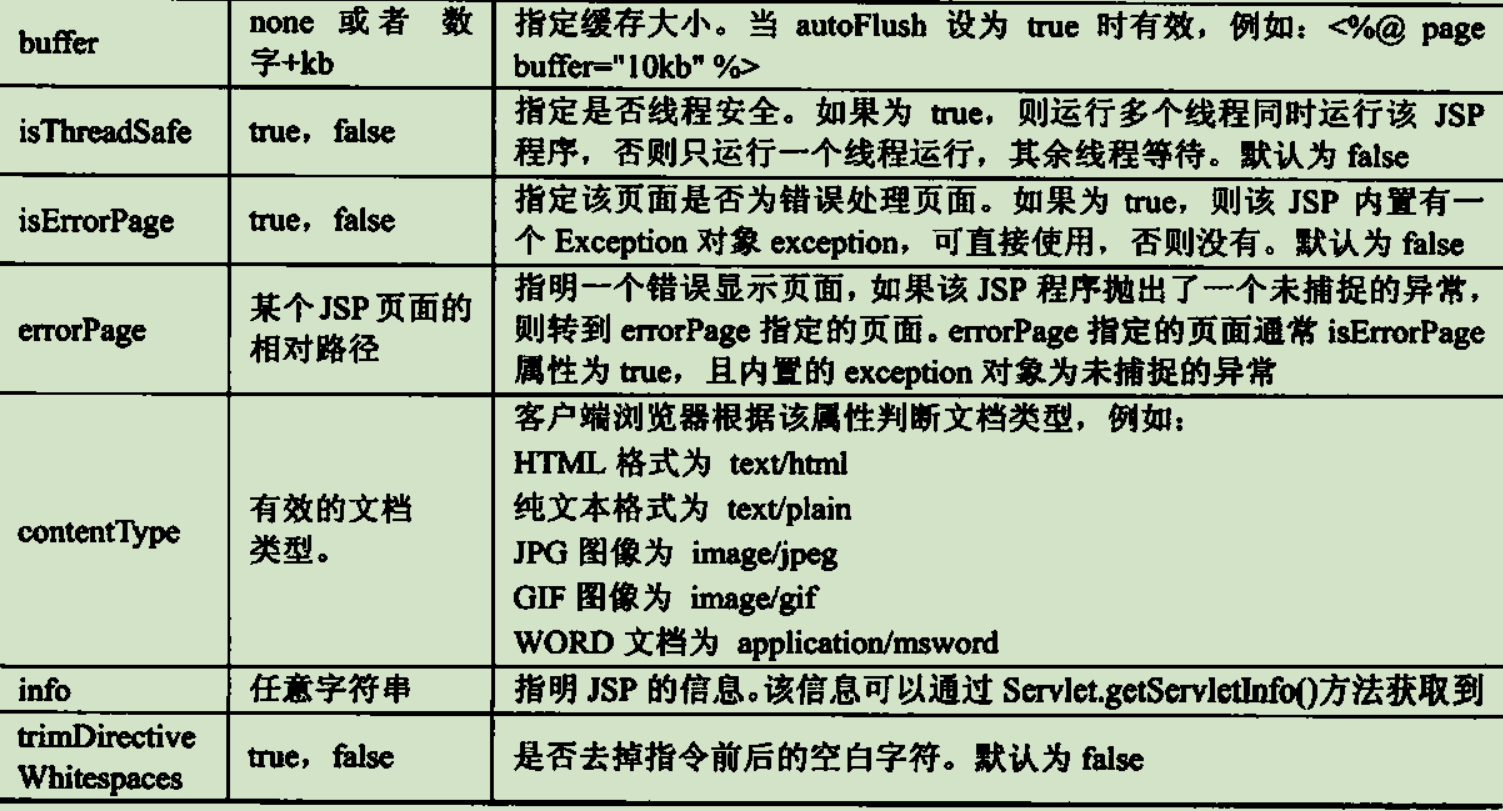 buffer
none 或者 数
字+kb
指定缓存大小。当 autoFlush 设为 true 时有效，例如：<%@ page
buffer="10kb" %>
isThreadSafe
true，false
指定是否线程安全。如果为 true，则运行多个线程同时运行该 JSP
程序，否则只运行一个线程运行，其余线程等待。默认为 false
isErrorPage
true，false
指定该页面是否为错误处理页面。如果为 true，则该 JSP 内置有一
个 Exception 对象 exception，可直接使用，否则没有。默认为 false
errorPage
某个 JSP 页面的
相对路径
指明一个错误显示页面，如果该 JSP 程序抛出了一个未捕捉的异常，
则转到 errorPage 指定的页面。errorPage 指定的页面通常 isErrorPage
属性为 true，且内置的 exception 对象为未捕捉的异常
contentType
有效的文档
类型。
客户端浏览器根据该属性判断文档类型，例如：
HTML 格式为 text/html
纯文本格式为 text/plain
JPG 图像为 image/jpeg
GIF 图像为 image/gif
WORD 文档为 application/msword
info
任意字符串
指明 JSP 的信息。该信息可以通过 Servlet.getServletInfo()方法获取到
trimDirective
Whitespaces
true，false
是否去掉指令前后的空白字符。默认为 false